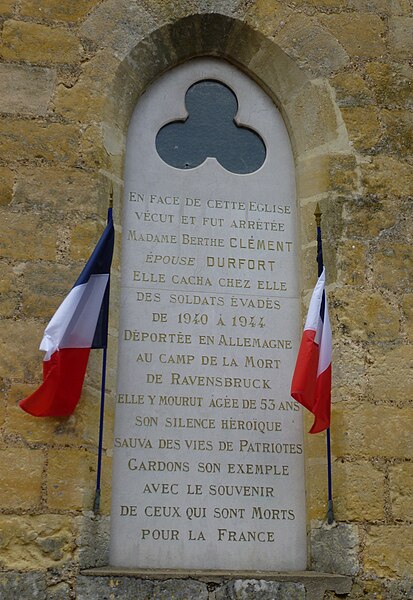 EN FACE DE CETTE EGLISE
VÉCUT ET FUT ARRÊTÉE
MADAME BERTHE CLÉMENT
ÉPOUSE DURFORT
ELLE CACHA CHEZ ELLE
DES SOLDATS ÉVADÉS
DE 1940 À 1944
DÉPORTÉE EN ALLEMAGNE
AU CAMP DE LA MORT
DE RAVENSBRUCK
ELLE Y MOURUT ÂGÉE DE 53 ANS
SON SILENCE HÉROÏQUE
SAUVA DES VIES DE PATRIOTES
GARDONS SON EXEMPLE
AVEC LE SOUVENIR
DE CEUX QUI SONT MORTS
POUR LA FRANCE